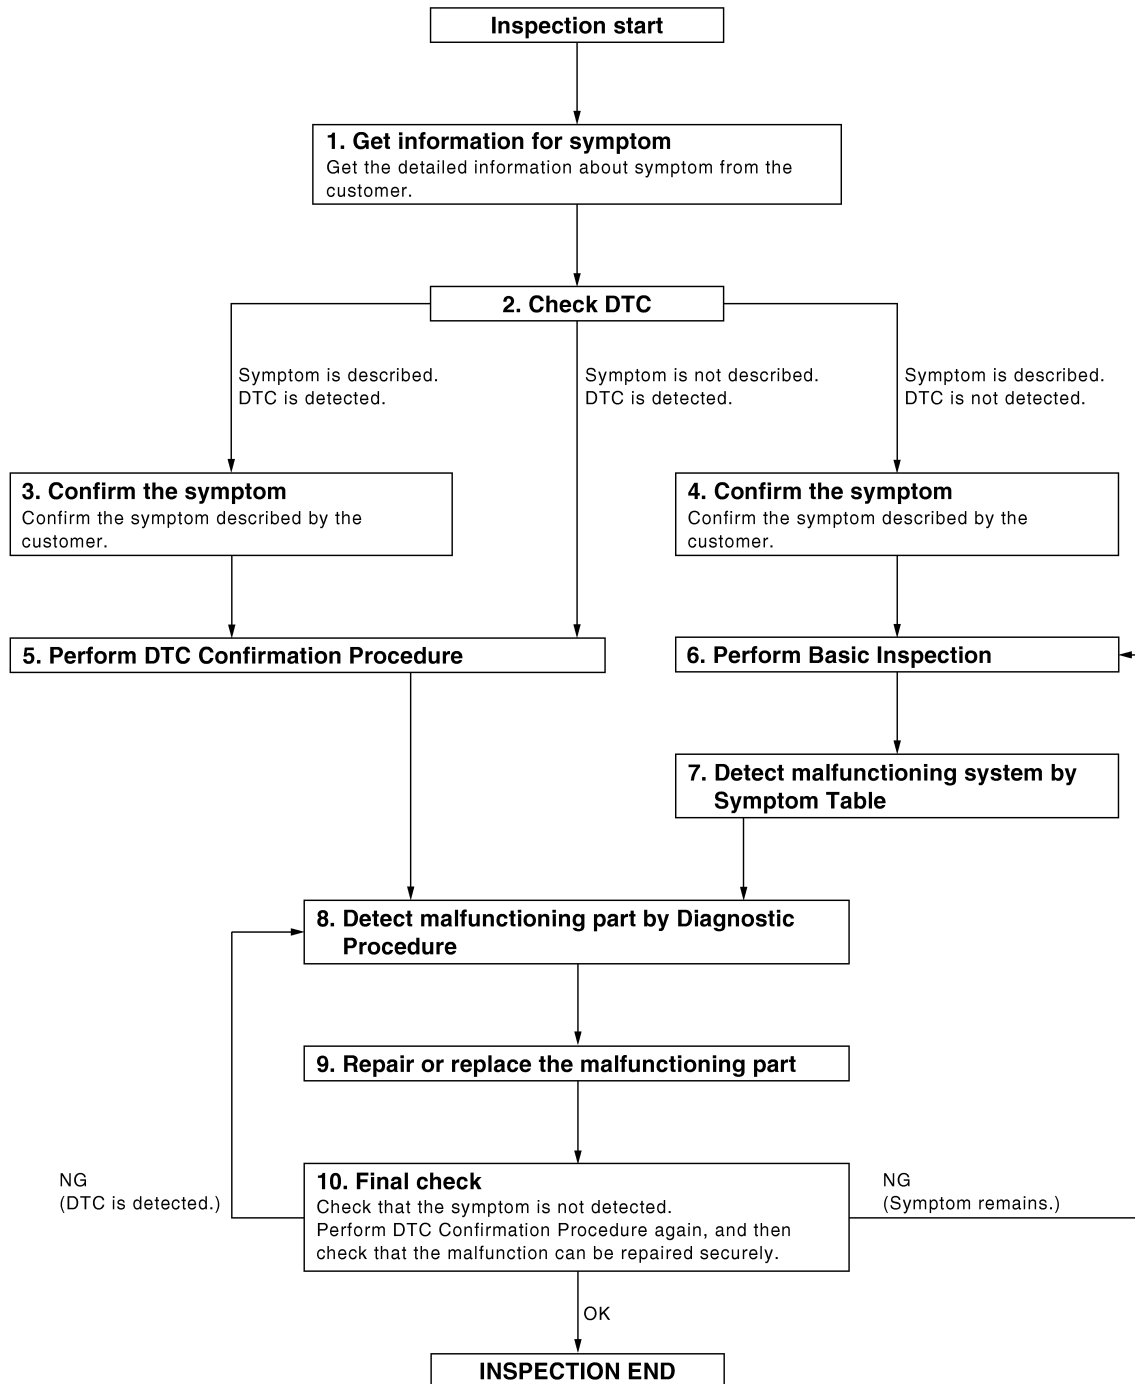 Inspection start
1. Get information for symptom
Get the detailed information about symptom from the
customer.
2. Check DTC
Symptom is described.
DTC is detected.
Symptom is not described.
DTC is detected.
Symptom is described.
DTC is not detected.
3. Confirm the symptom
Confirm the symptom described by the
customer.
4. Confirm the symptom
Confirm the symptom described by the
customer.
5. Perform DTC Confirmation Procedure
6. Perform Basic Inspection
7. Detect malfunctioning system by
Symptom Table
8. Detect malfunctioning part by Diagnostic
Procedure
9. Repair or replace the malfunctioning part
NG
(DTC is detected.)
10. Final check
Check that the symptom is not detected.
Perform DTC Confirmation Procedure again, and then
check that the malfunction can be repaired securely.
NG
(Symptom remains.)
OK
INSPECTION END